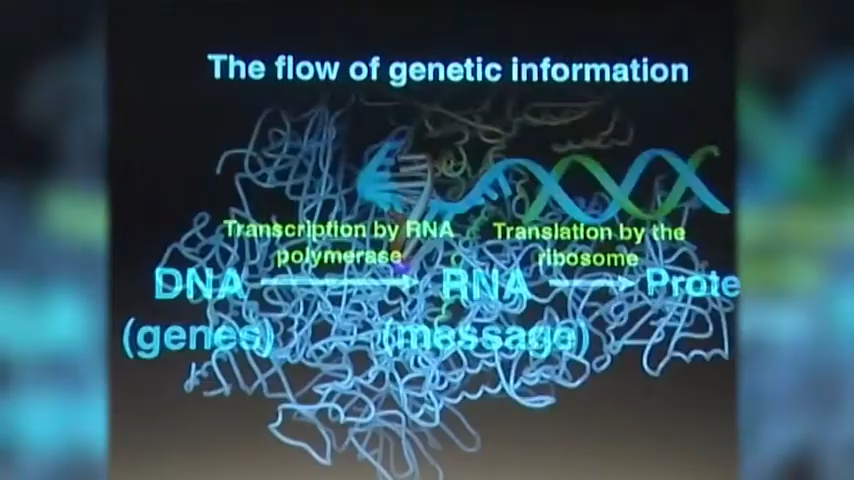 The flow of genetic information
Transcription by RNA
polymerase
Translation by the
ribosome
DNA
RNA
Prote
(genes)
(message)